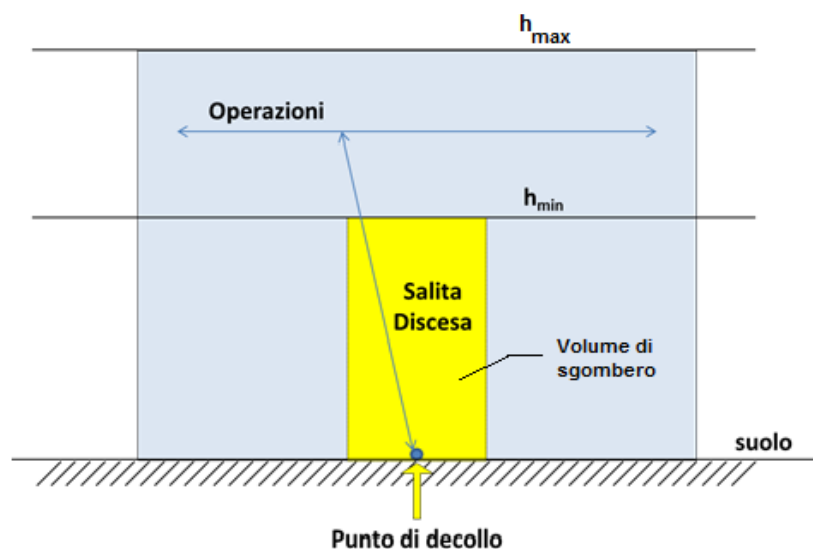 hmax
Operazioni
hmin
Salita
Discesa
Volume di
sgombero
suolo
Punto di decollo